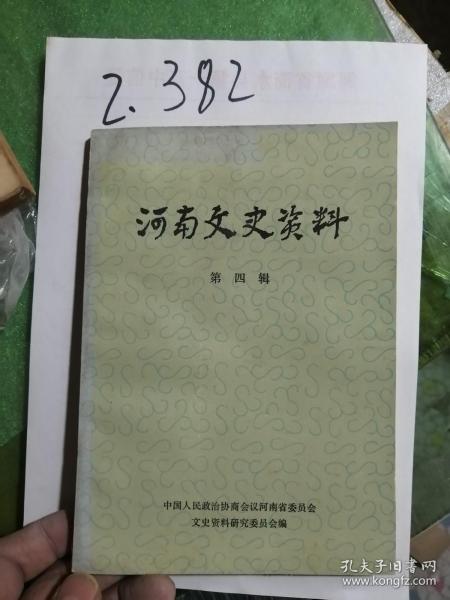 2.382
河南文史资料
第四辑
中国人民政治协商会议河南省委员会
文史资料研究委员会编
孔夫子旧书网
www.kongfz.com